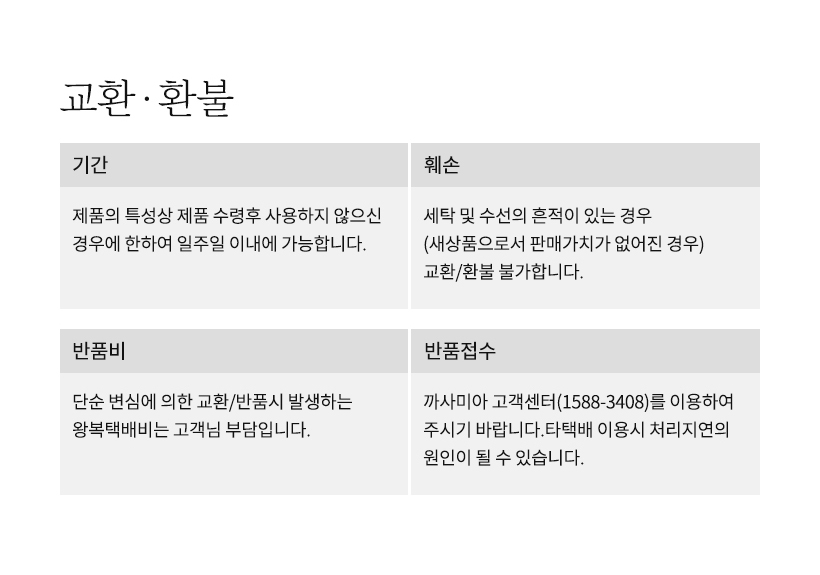 교환 · 환불
기간
제품의 특성상 제품 수령후 사용하지 않으신
경우에 한하여 일주일 이내에 가능합니다.
훼손
세탁 및 수선의 흔적이 있는 경우
(새상품으로서 판매가치가 없어진 경우)
교환/환불 불가합니다.
반품비
단순 변심에 의한 교환/반품시 발생하는
왕복택배비는 고객님 부담입니다.
반품접수
까사미아 고객센터(1588-3408)를 이용하여
주시기 바랍니다.타택배 이용시 처리지연의
원인이 될 수 있습니다.